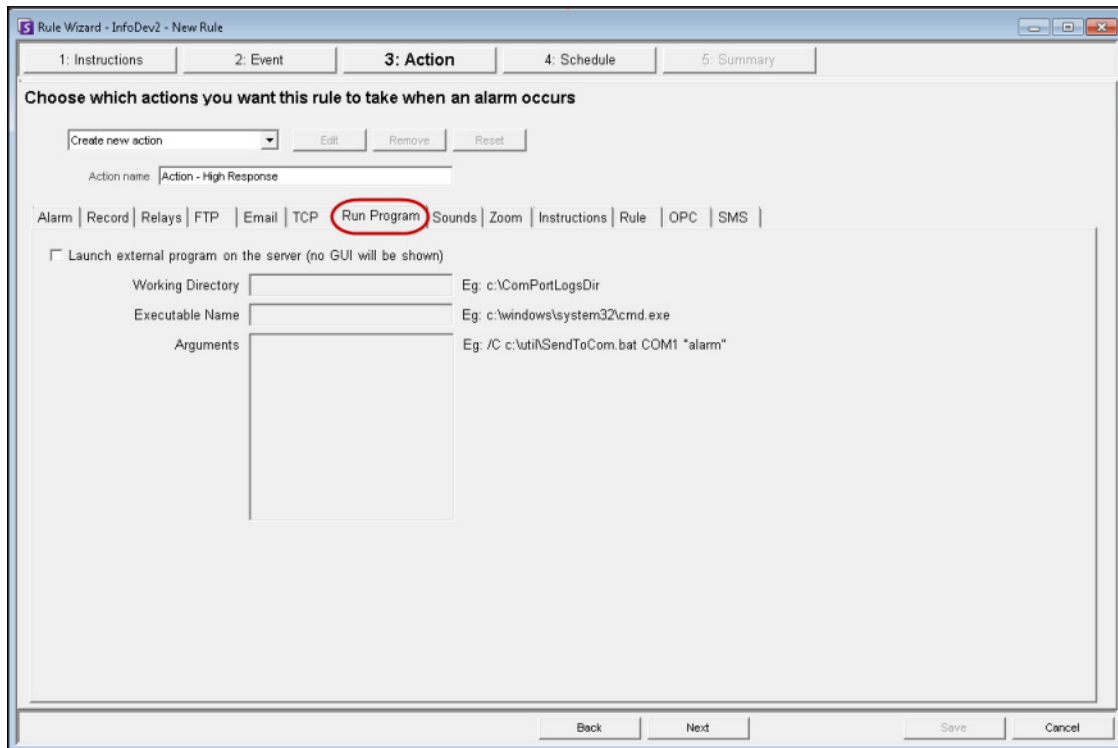 Rule Wizard - InfoDev2 - New Rule
1: Instructions 2: Event 3: Action 4: Schedule 5: Summary
Choose which actions you want this rule to take when an alarm occurs
Create new action Edit Remove Reset
Action name Action - High Response
Alarm Record Relays FTP Email TCP Run Program Sounds Zoom Instructions Rule OPC SMS
Launch external program on the server (no GUI will be shown)
Working Directory Eg: c:\ComPortLogsDir
Executable Name Eg: c:\windows\system32\cmd.exe
Arguments Eg: /C c:\util\SendToCom.bat COM1 "alarm"
Back Next Save Cancel